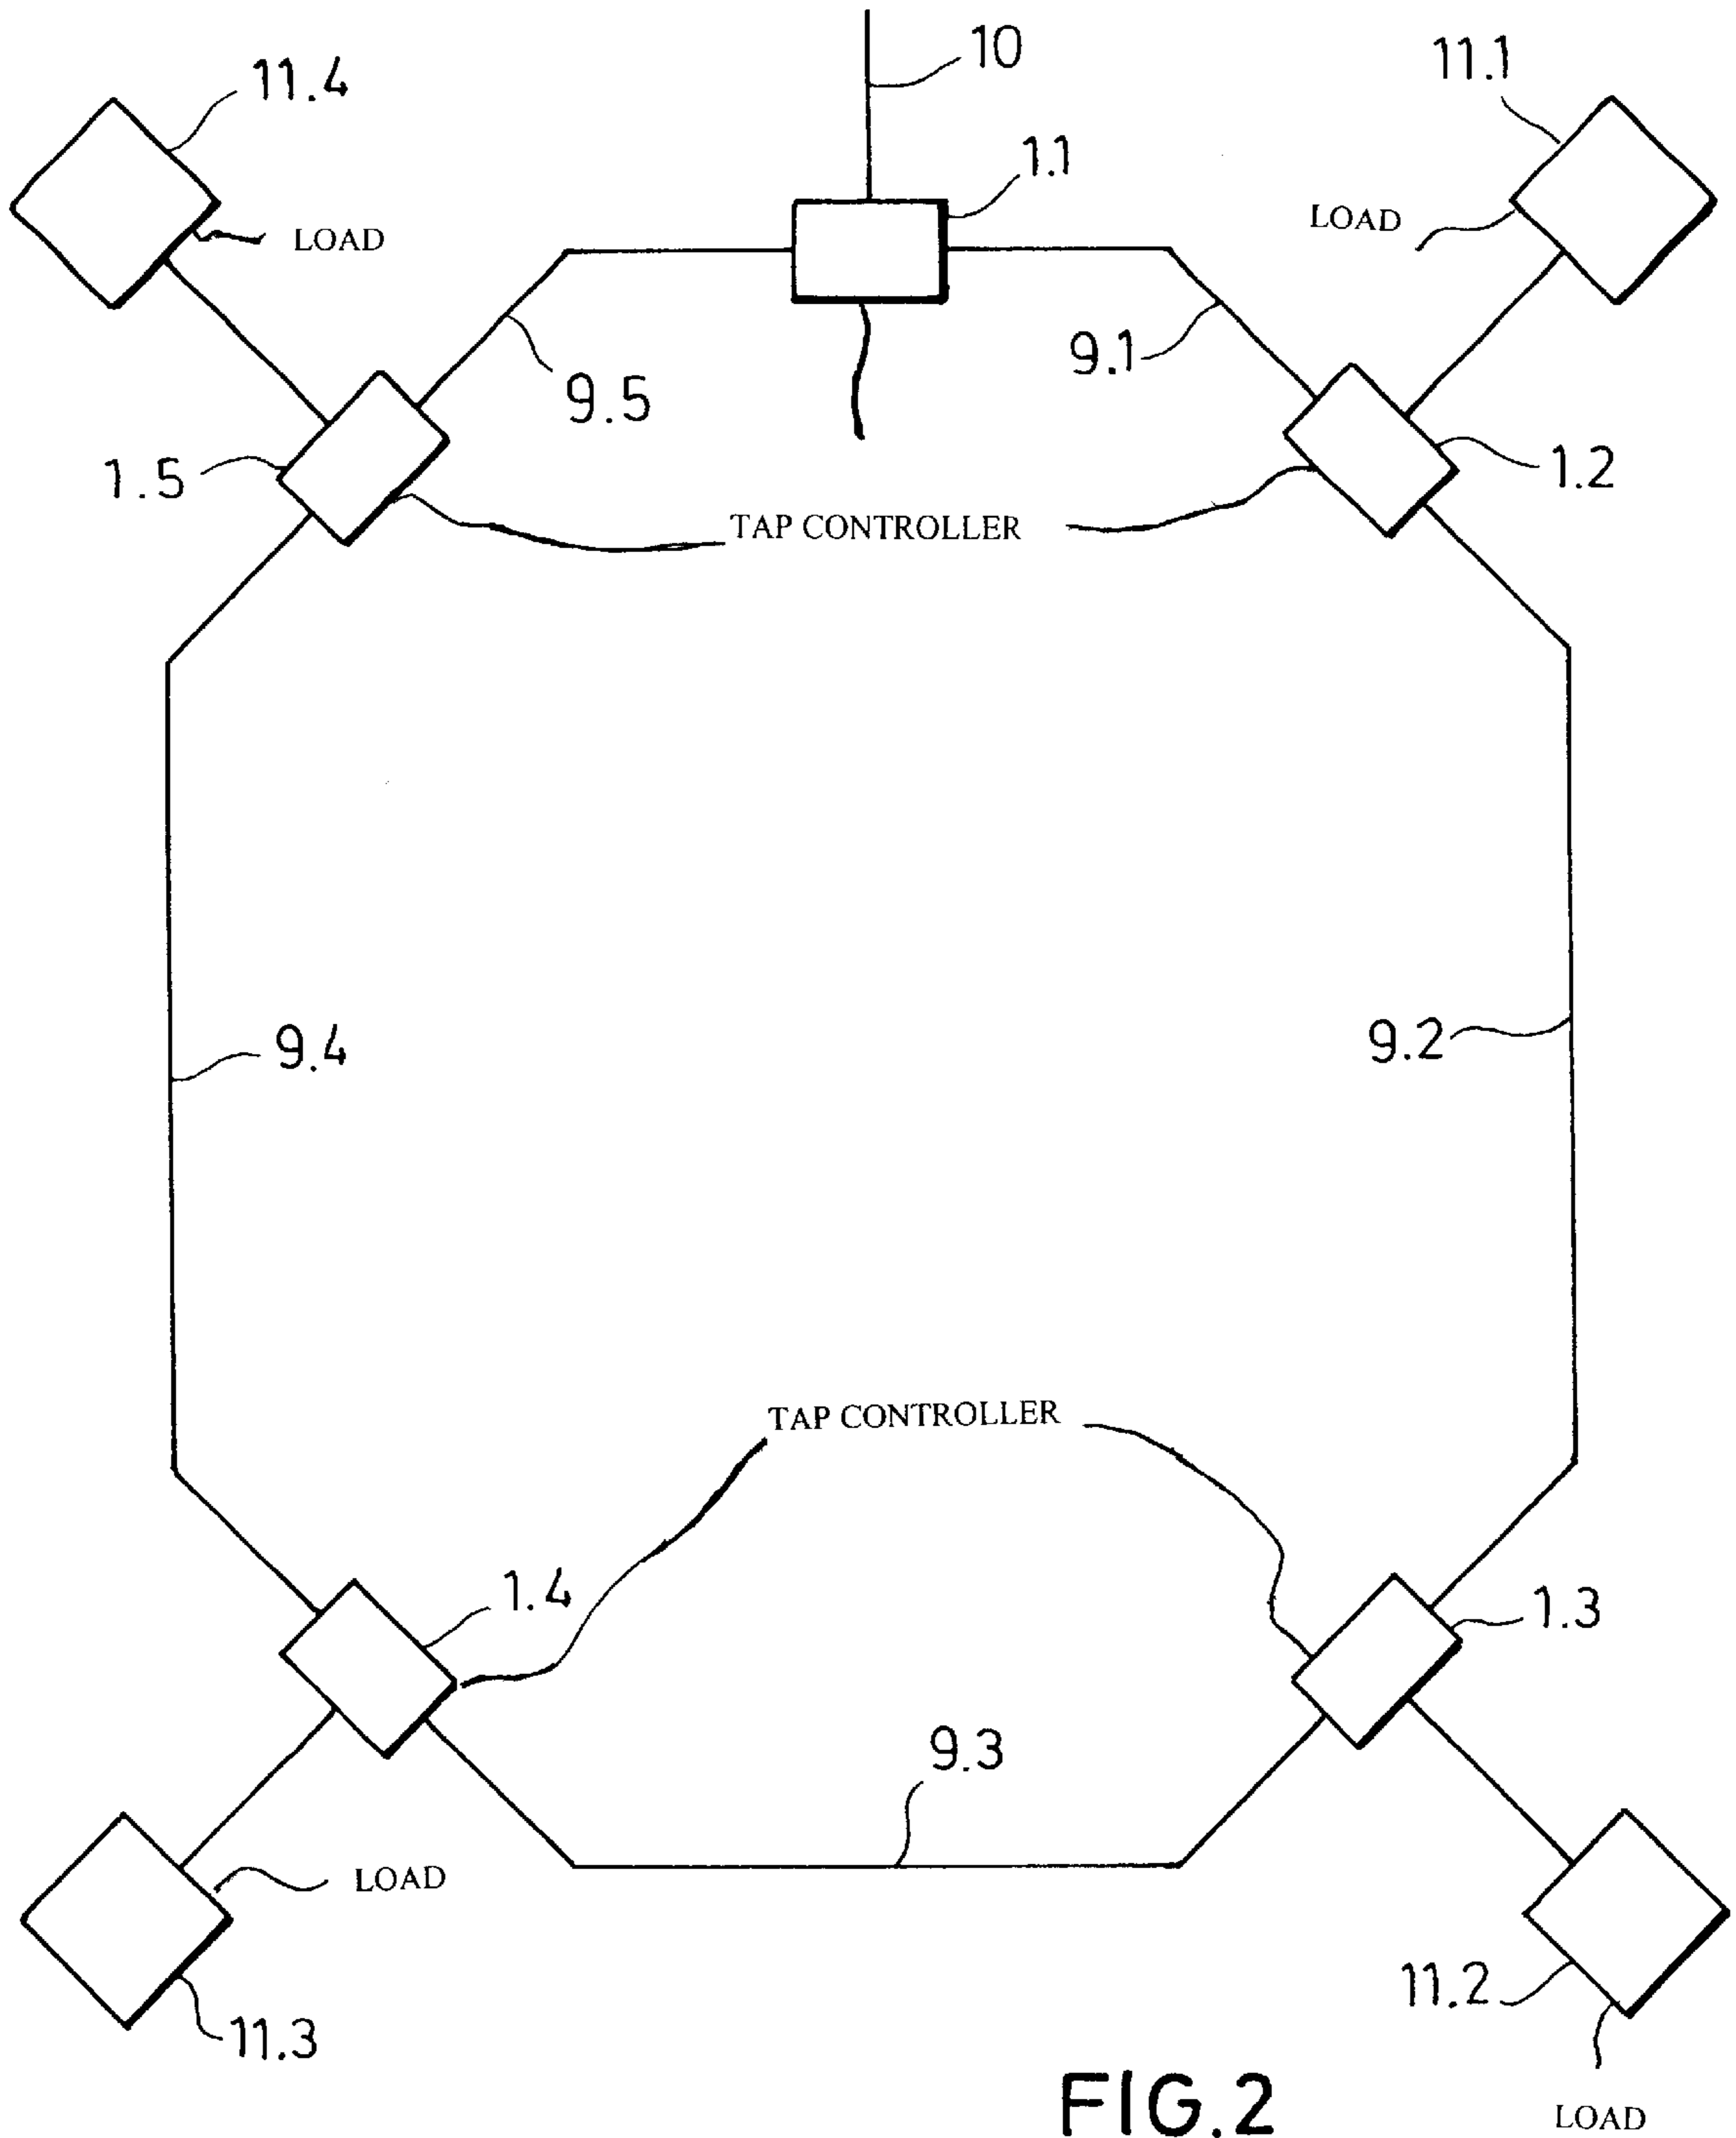 10
11.1
11.4
1.1
LOAD
LOAD
9.1
9.5
1.5
1.2
TAP CONTROLLER
9.4
9.2
TAP CONTROLLER
1.4
1.3
9.3
LOAD
11.2
11.3
FIG.2
LOAD